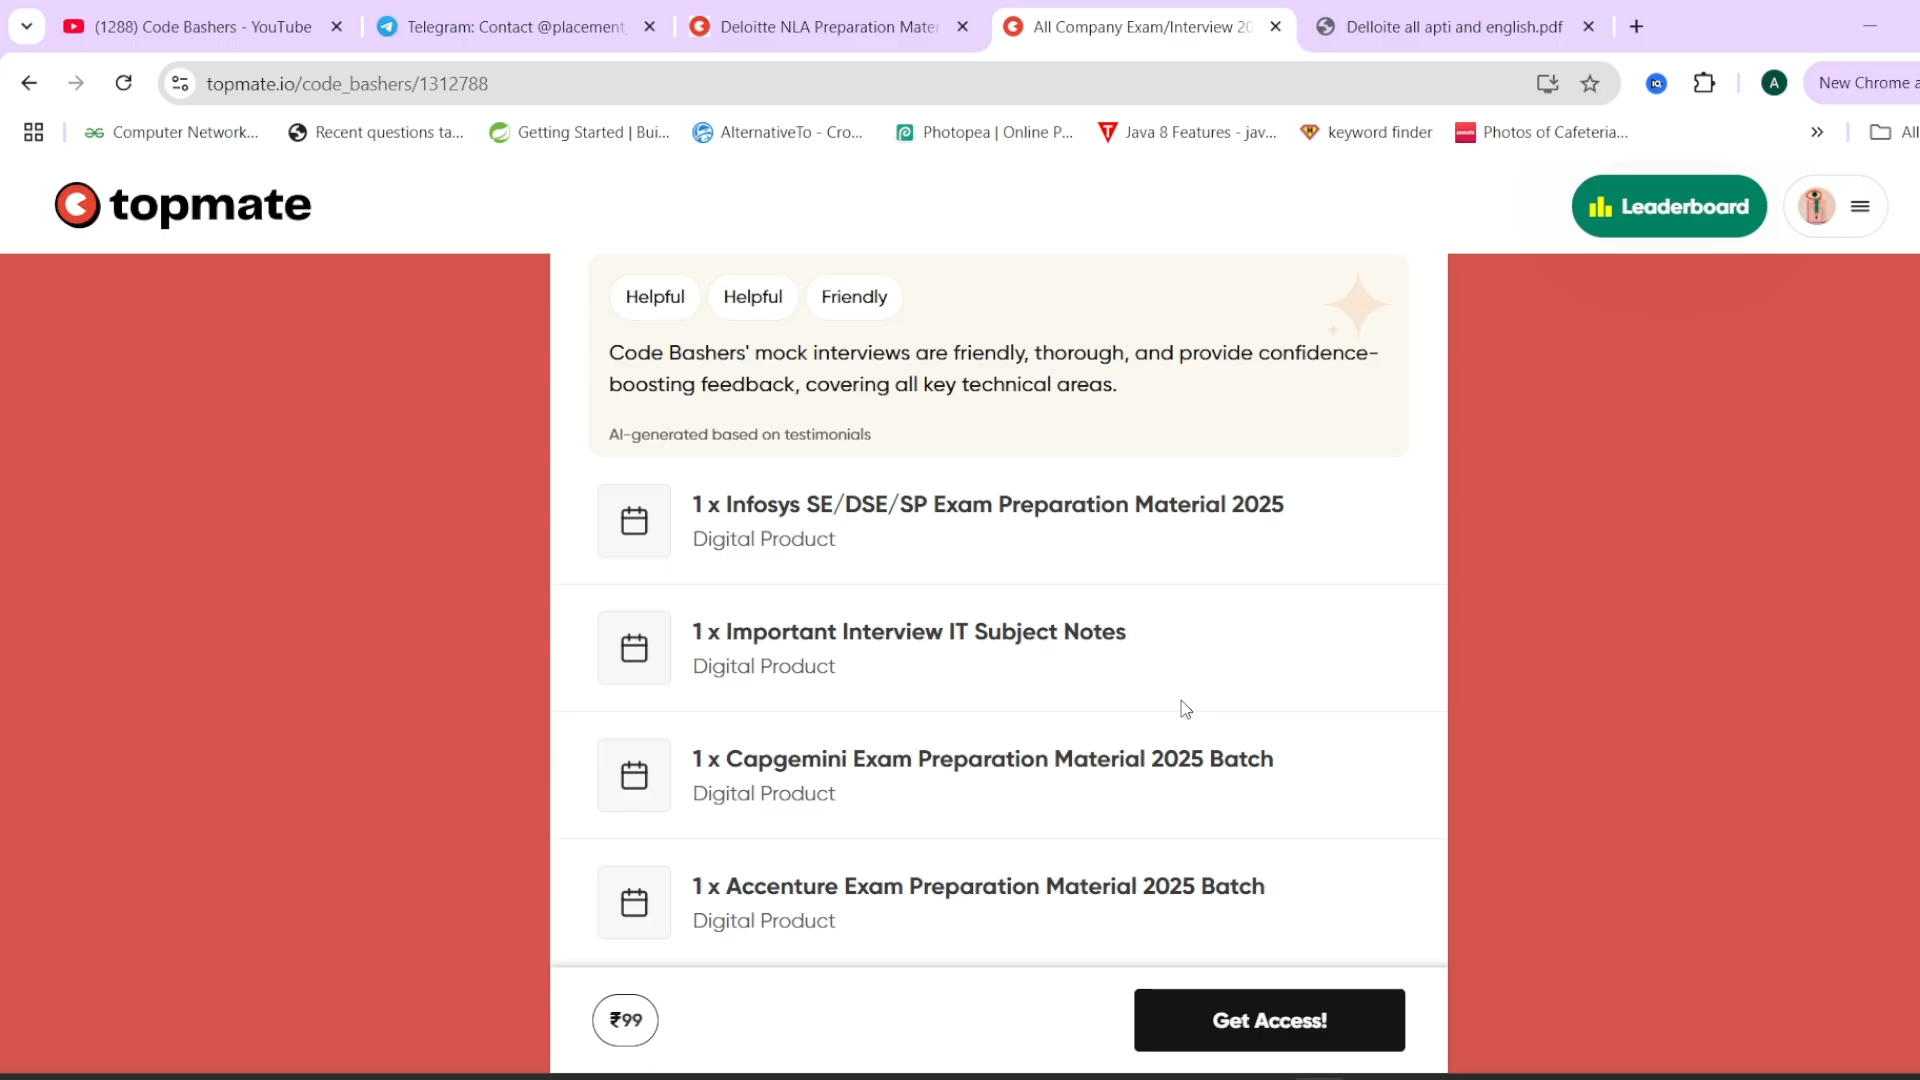 (1288) Code Bashers - YouTube
Telegram: Contact @placement
Deloitte NLA Preparation Mate
All Company Exam/Interview 20
Delloite all apti and english.pdf
topmate.io/code_bashers/1312788
A
New Chrome a
Computer Network...
Recent questions ta...
Getting Started | Bui...
AlternativeTo - Cro...
Photopea | Online P...
Java 8 Features - jav...
keyword finder
Photos of Cafeteria...
All
topmate
Leaderboard
Helpful
Helpful
Friendly
Code Bashers' mock interviews are friendly, thorough, and provide confidence-
boosting feedback, covering all key technical areas.
AI-generated based on testimonials
1 x Infosys SE/DSE/SP Exam Preparation Material 2025
Digital Product
1 x Important Interview IT Subject Notes
Digital Product
1 x Capgemini Exam Preparation Material 2025 Batch
Digital Product
1 x Accenture Exam Preparation Material 2025 Batch
Digital Product
₹99
Get Access!